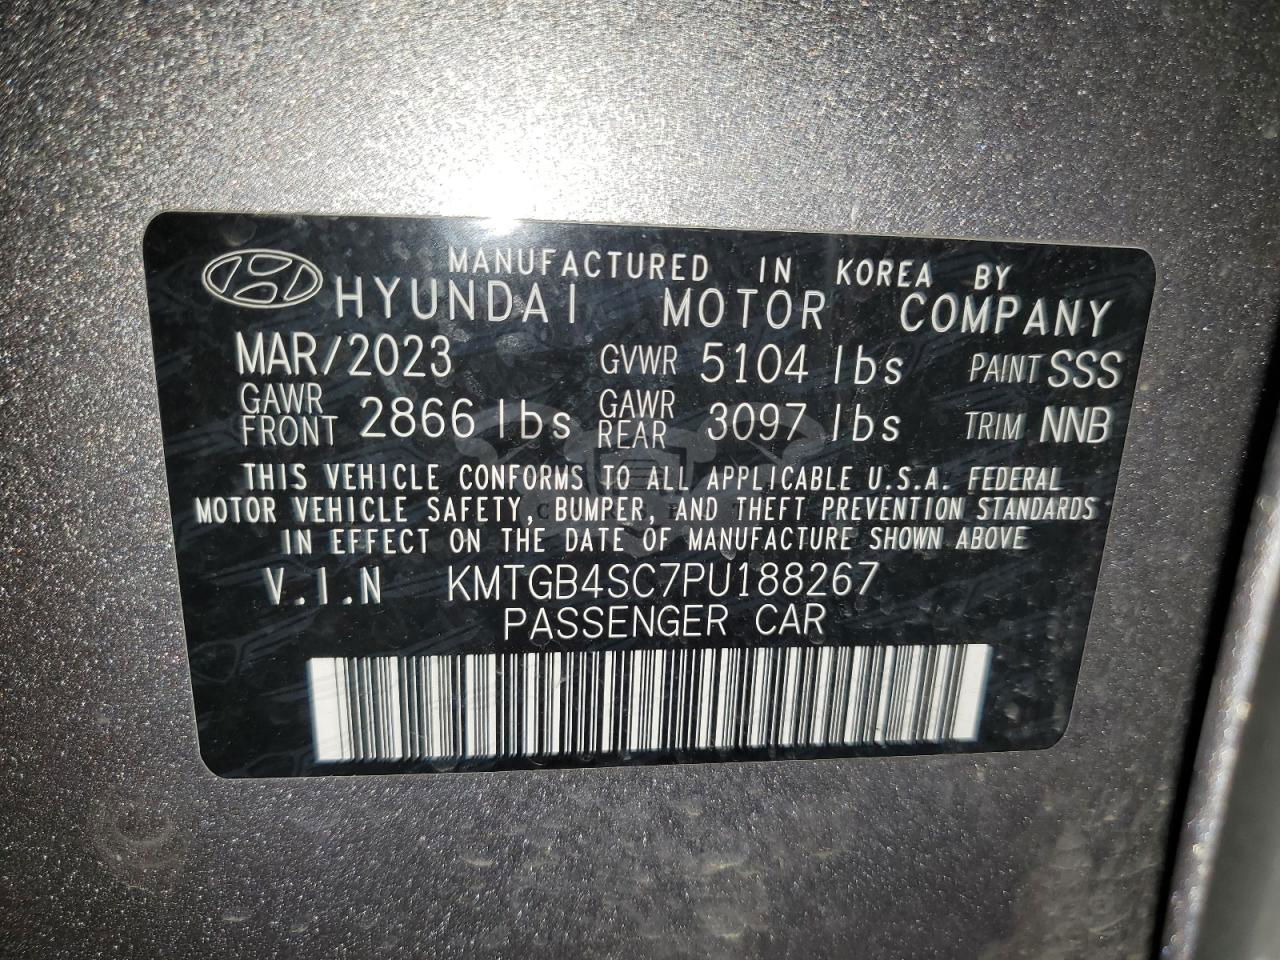 MANUFACTURED IN KOREA BY
HYUNDAI MOTOR COMPANY
MAR/2023 GVWR 5104 lbs PAINT SSS
GAWR FRONT 2866 lbs GAWR REAR 3097 lbs TRIM NNB
THIS VEHICLE CONFORMS TO ALL APPLICABLE U.S.A. FEDERAL
MOTOR VEHICLE SAFETY, BUMPER, AND THEFT PREVENTION STANDARDS
IN EFFECT ON THE DATE OF MANUFACTURE SHOWN ABOVE
V.I.N KMTGB4SC7PU188267
PASSENGER CAR